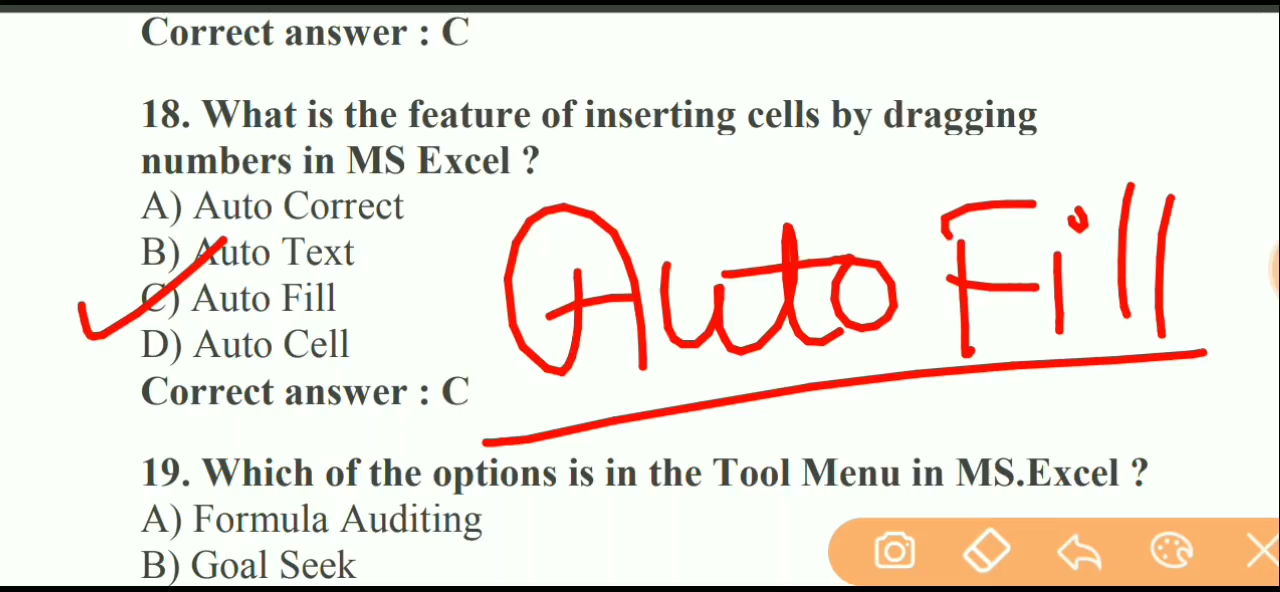 Correct answer : C
18. What is the feature of inserting cells by dragging
numbers in MS Excel ?
A) Auto Correct
B) Auto Text
C) Auto Fill
D) Auto Cell
Auto Fill
Correct answer : C
19. Which of the options is in the Tool Menu in MS.Excel ?
A) Formula Auditing
B) Goal Seek